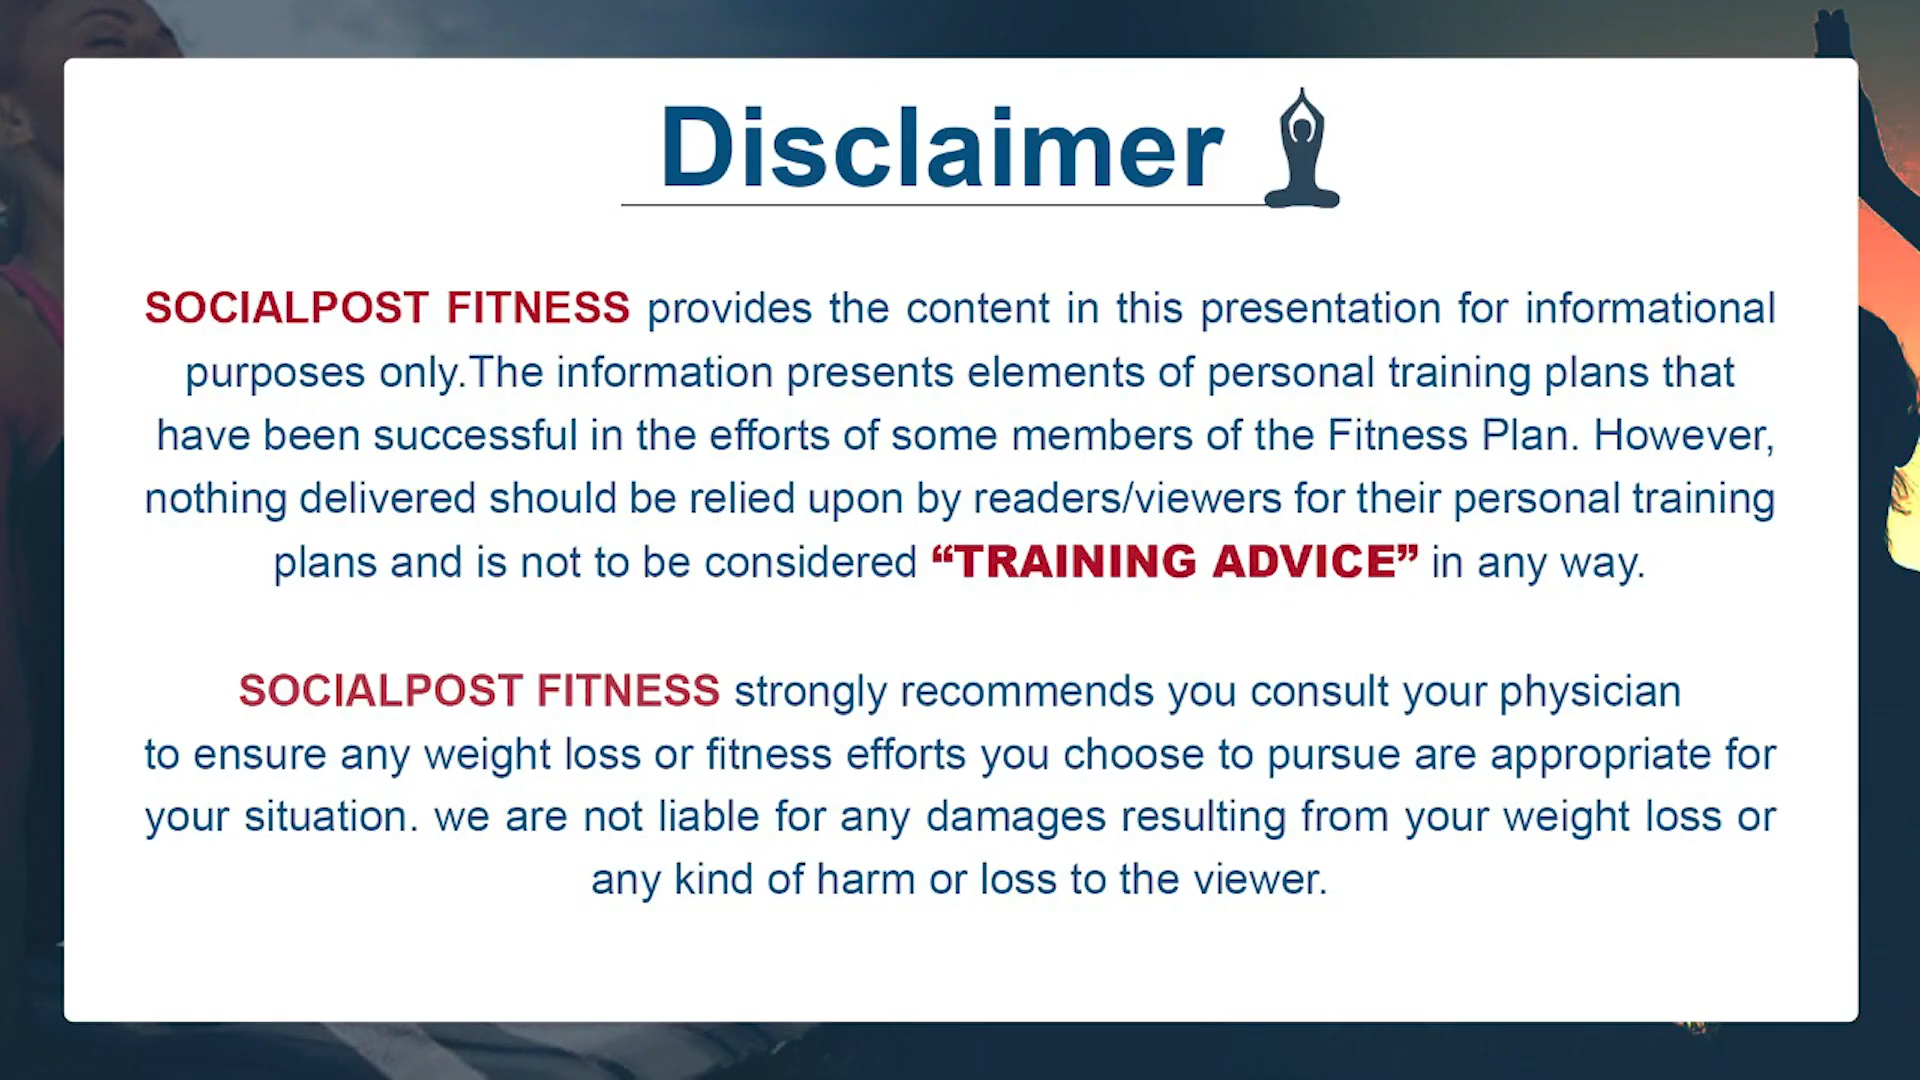 Disclaimer
SOCIALPOST FITNESS provides the content in this presentation for informational
purposes only.The information presents elements of personal training plans that
have been successful in the efforts of some members of the Fitness Plan. However,
nothing delivered should be relied upon by readers/viewers for their personal training
plans and is not to be considered “TRAINING ADVICE” in any way.
SOCIALPOST FITNESS strongly recommends you consult your physician
to ensure any weight loss or fitness efforts you choose to pursue are appropriate for
your situation. we are not liable for any damages resulting from your weight loss or
any kind of harm or loss to the viewer.